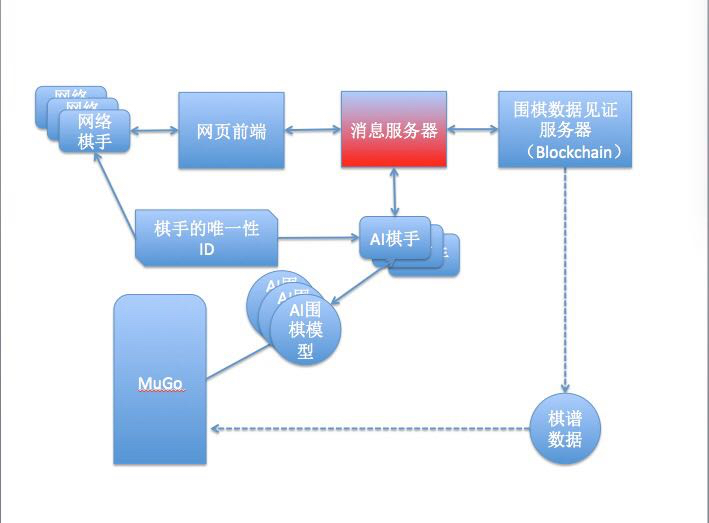 网络
网络
网络
棋手
网页前端
消息服务器
围棋数据见证
服务器
（Blockchain）
棋手的唯一性
ID
AI棋手
手
AI围
AI围
AI围
棋模
型
MuGo
棋谱
数据